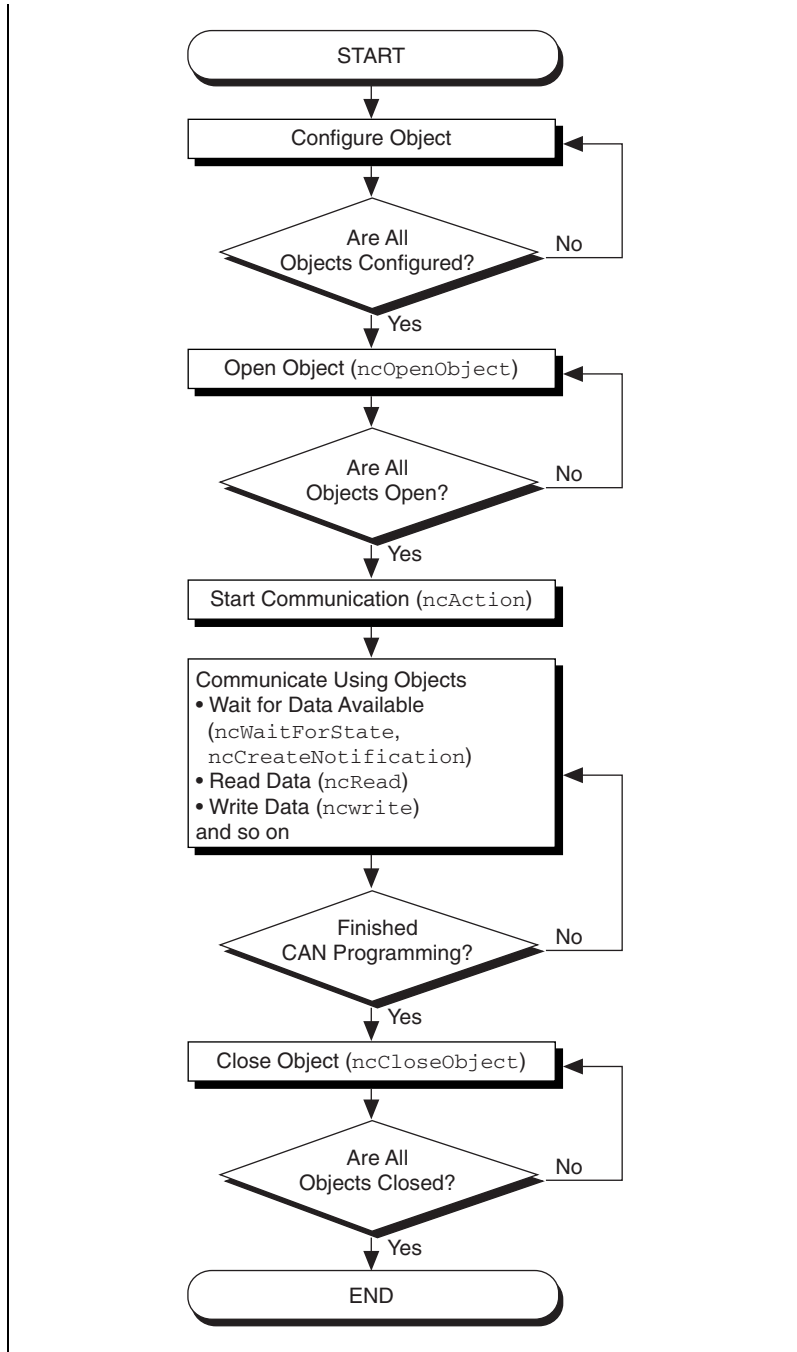 START
Configure Object
Are All
Objects Configured?
No
Yes
Open Object (ncOpenObject)
Are All
Objects Open?
No
Yes
Start Communication (ncAction)
Communicate Using Objects
• Wait for Data Available
(ncWaitForState,
ncCreateNotification)
• Read Data (ncRead)
• Write Data (ncwrite)
and so on
Finished
CAN Programming?
No
Yes
Close Object (ncCloseObject)
Are All
Objects Closed?
No
Yes
END